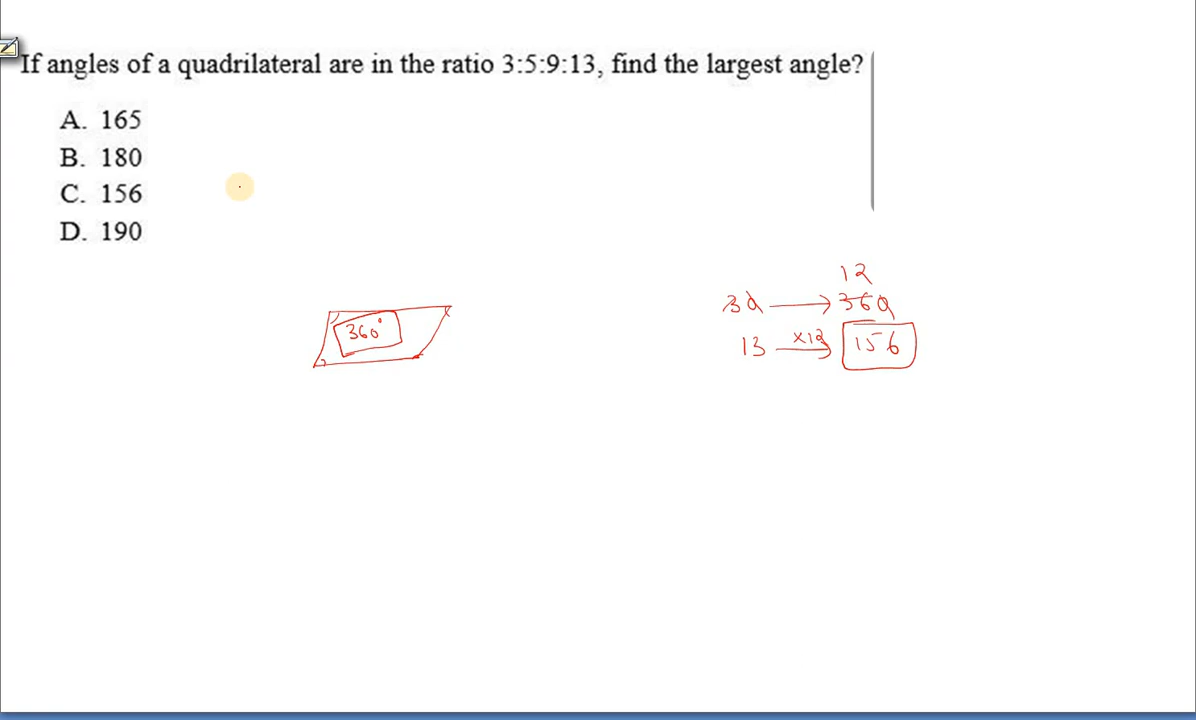 If angles of a quadrilateral are in the ratio 3:5:9:13, find the largest angle?
A. 165
B. 180
C. 156
D. 190
360°
12
30 → 360
13 ×12 → 156